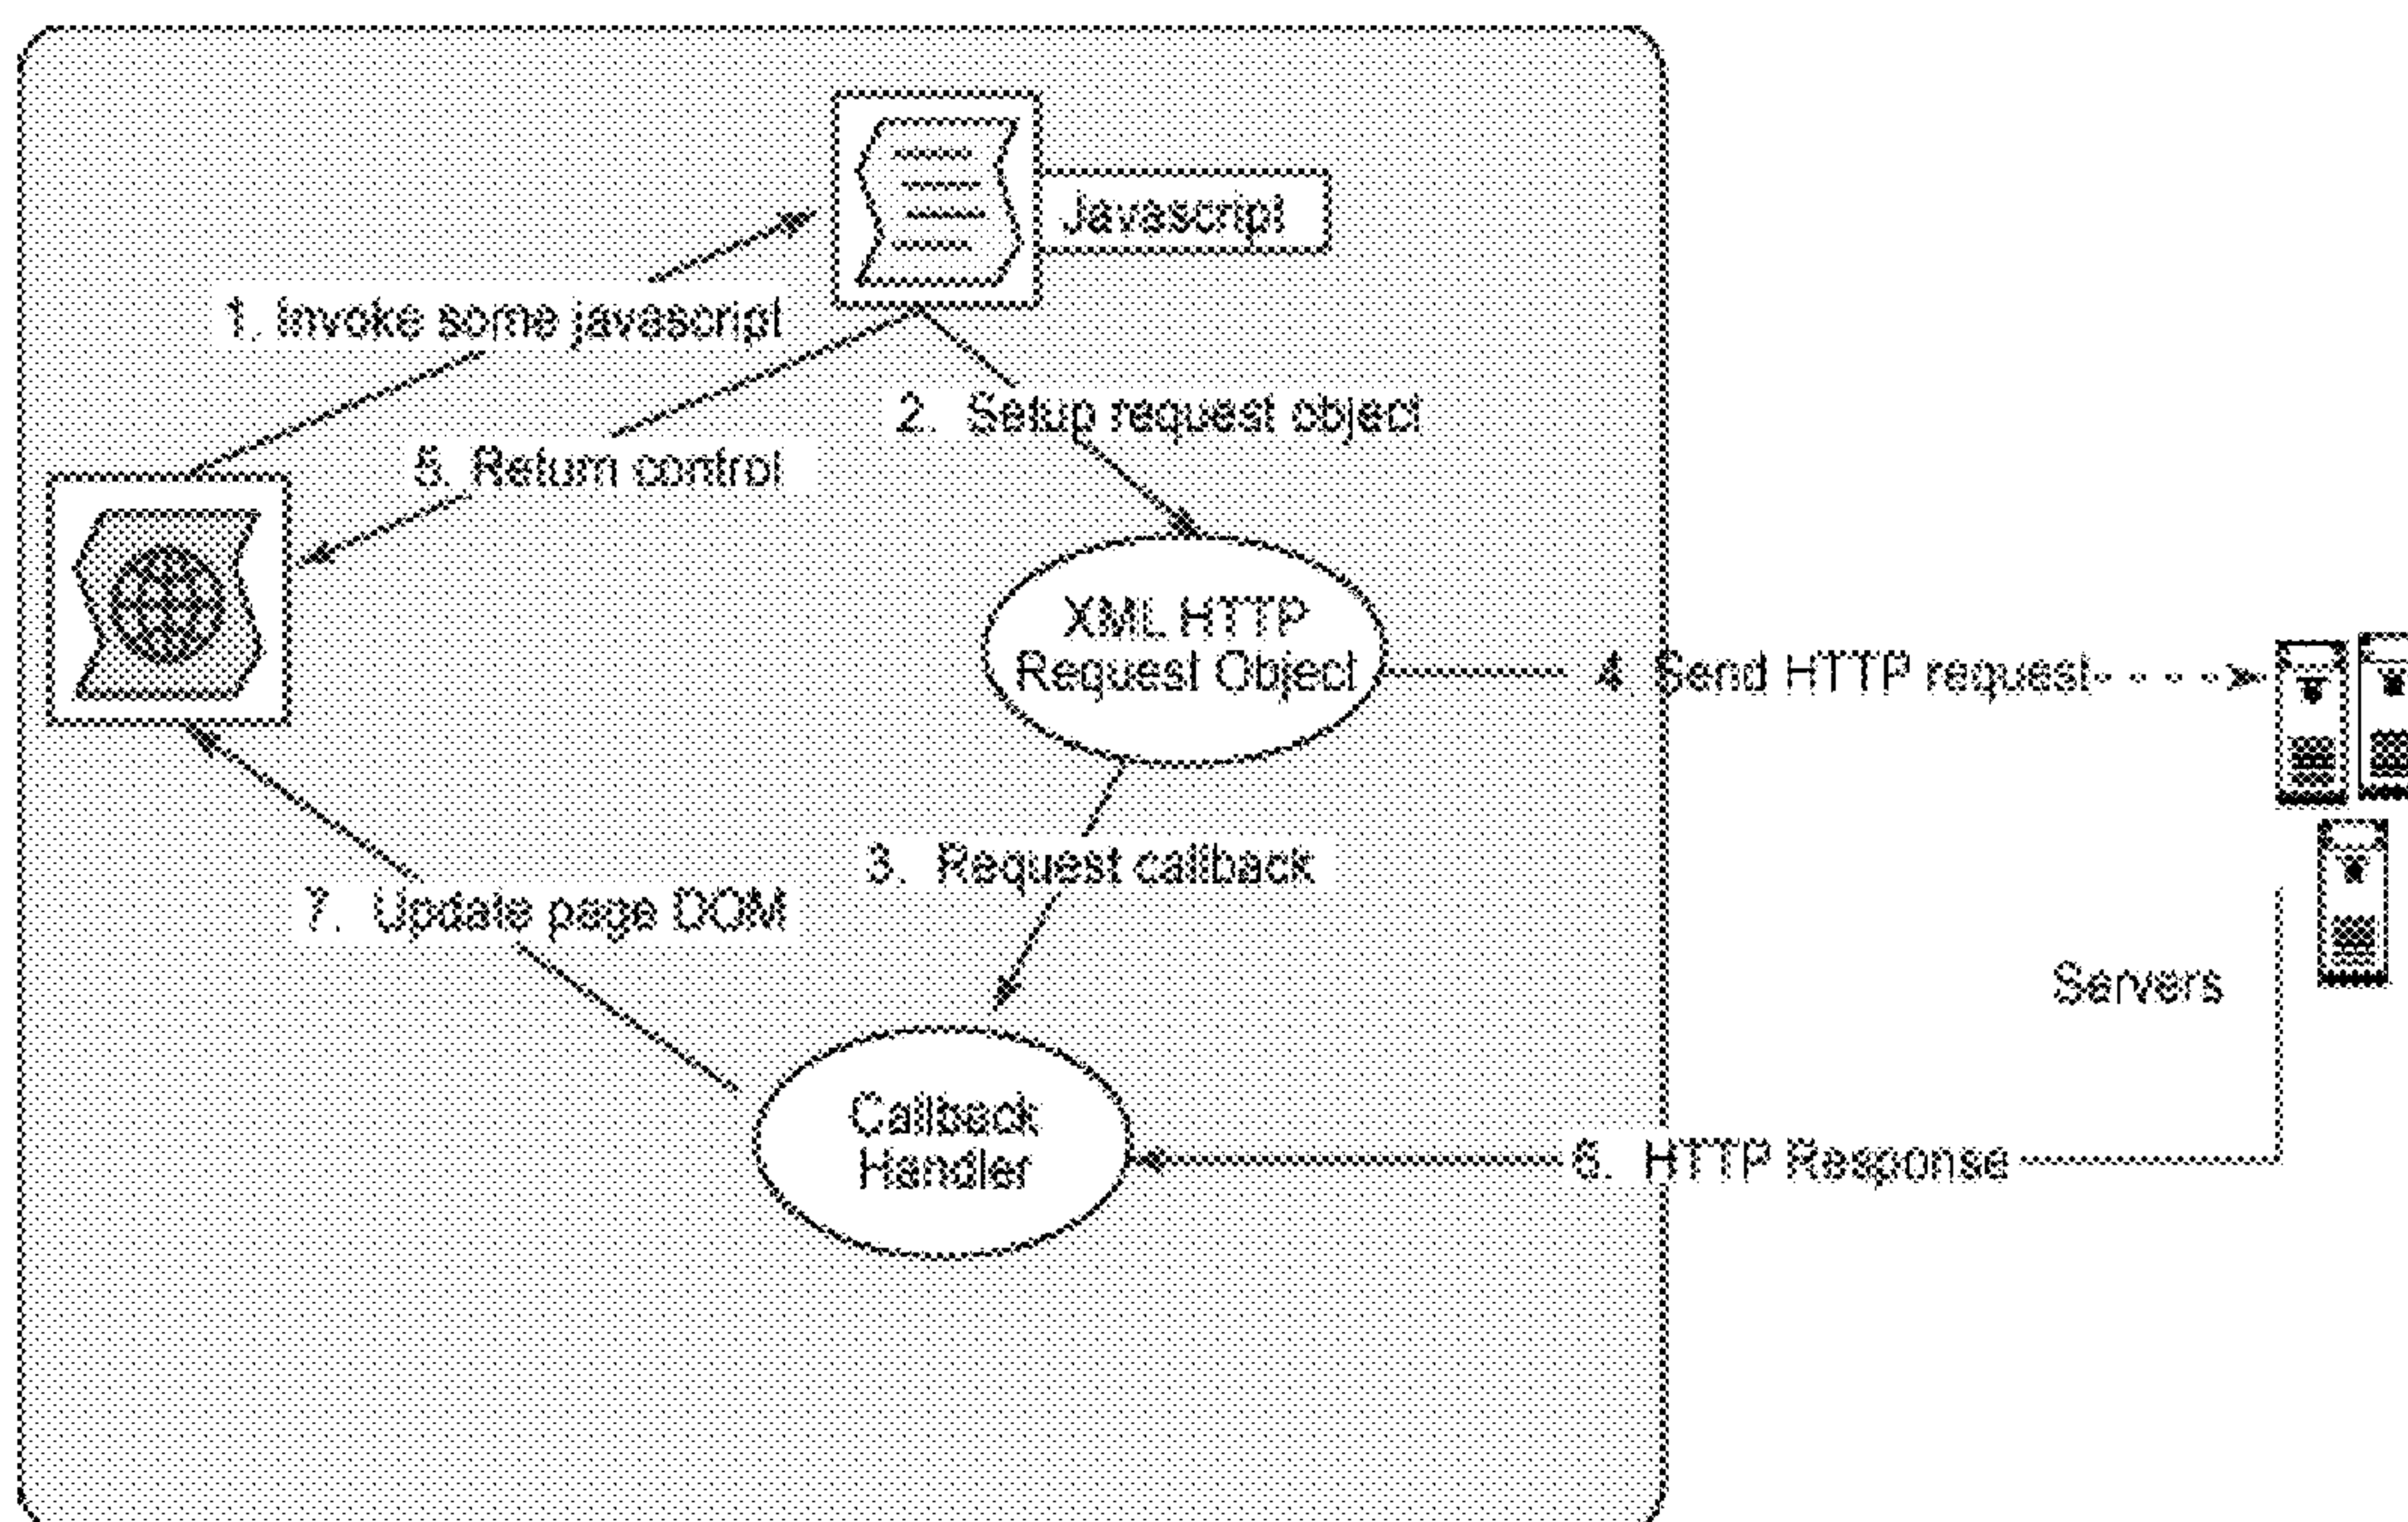 Javascript
1. Invoke some javascript
2. Setup request object
5. Return control
XML HTTP
Request Object
4. Send HTTP request
3. Request callback
7. Update page DOM
Servers
Callback
Handler
6. HTTP Response